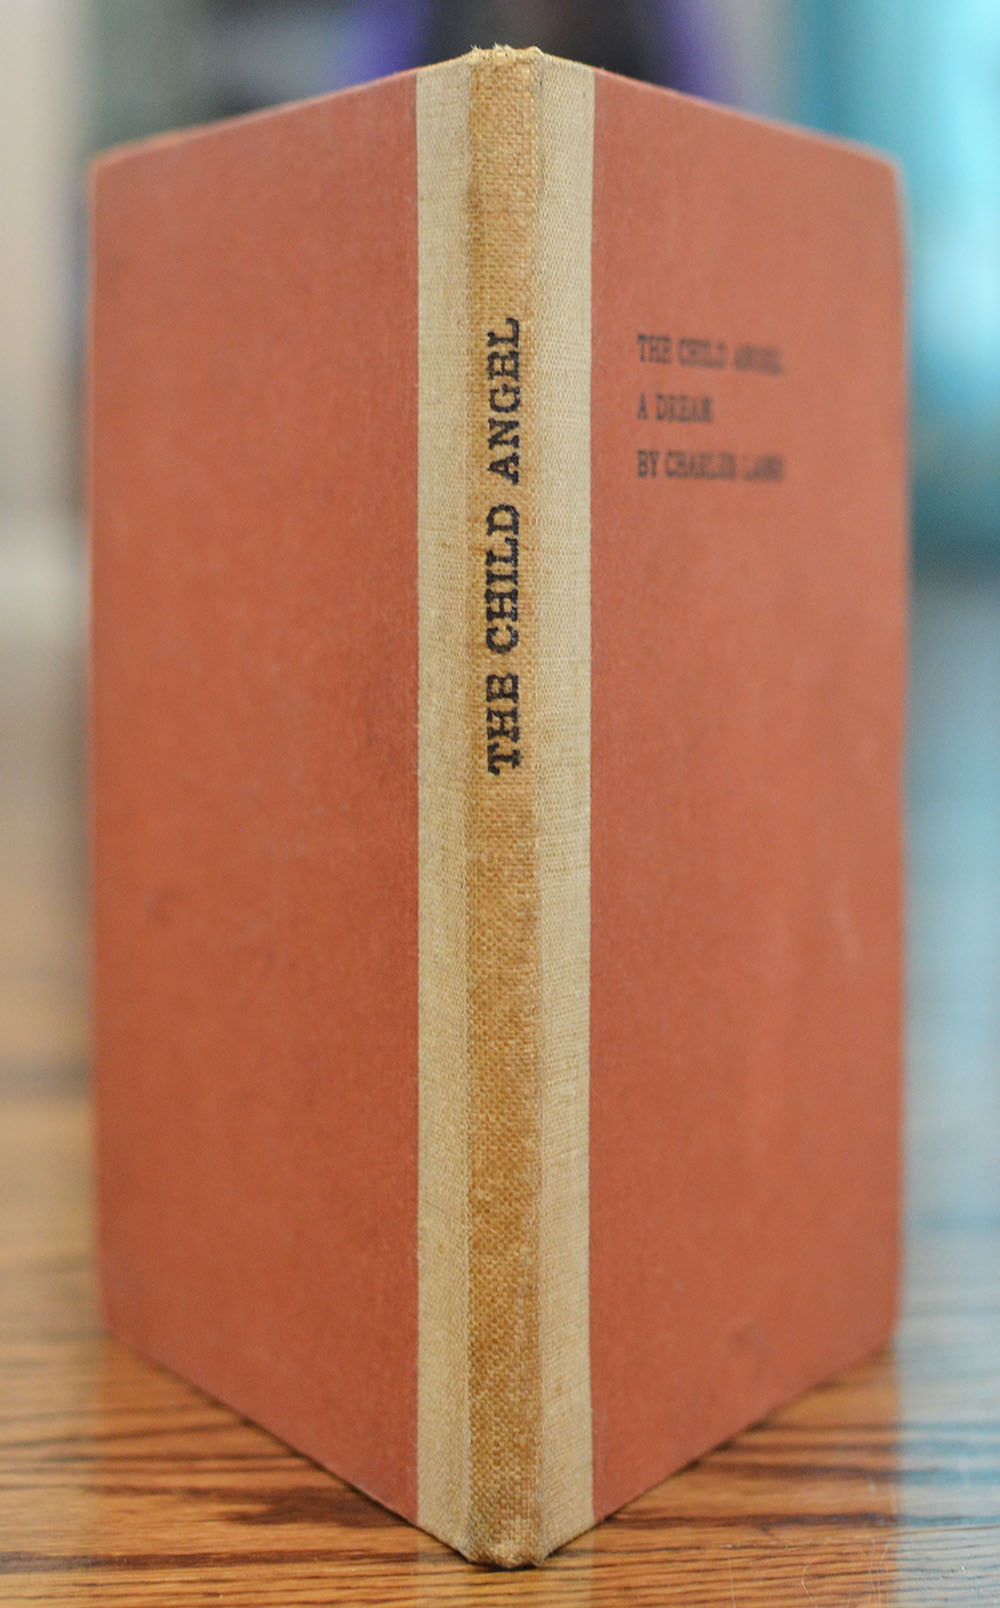 THE CHILD ANGEL
THE CHILD ANGEL
A DREAM
BY CHARLES LAMB